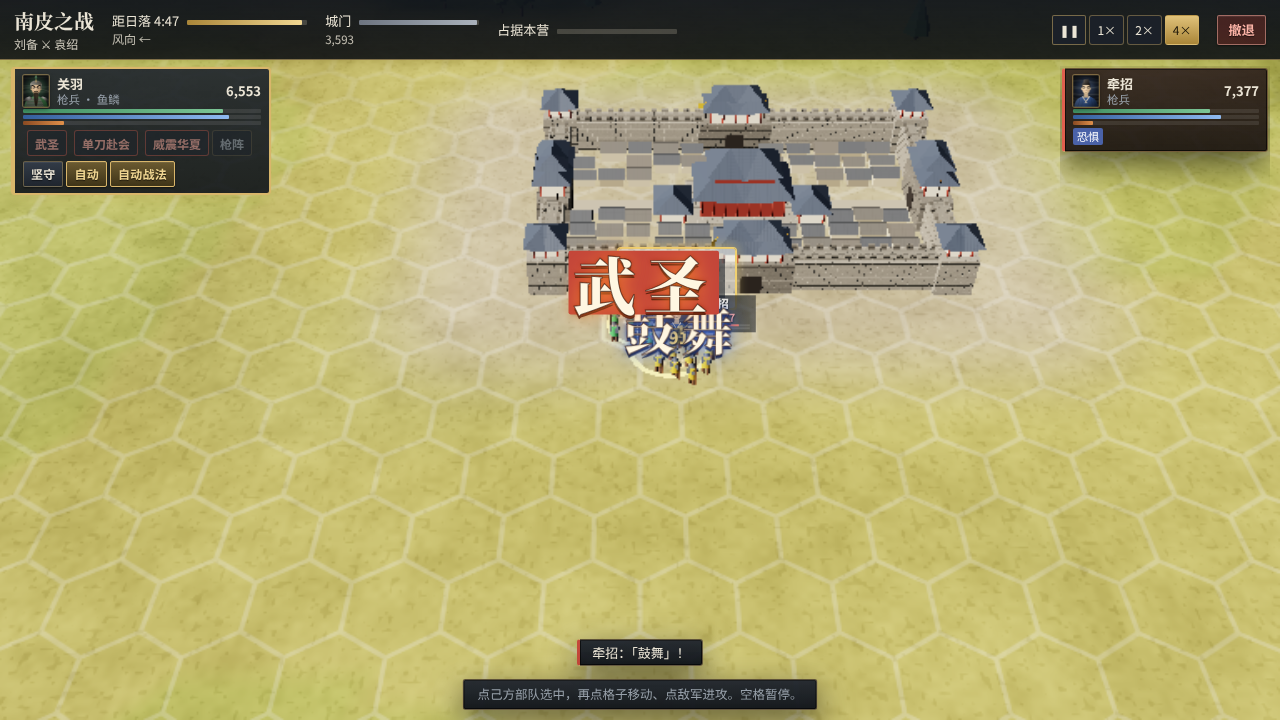 南皮之战
刘备 ⚔ 袁绍
距日落 4:47
风向 ←
城门
3,593
占据本营
❚❚
1×
2×
4×
撤退
关羽
枪兵 · 鱼鳞
6,553
武圣
单刀赴会
威震华夏
枪阵
坚守
自动
自动战法
牵招
枪兵
7,377
恐惧
武圣
招
鼓舞
牵招：「鼓舞」！
点己方部队选中，再点格子移动、点敌军进攻。空格暂停。